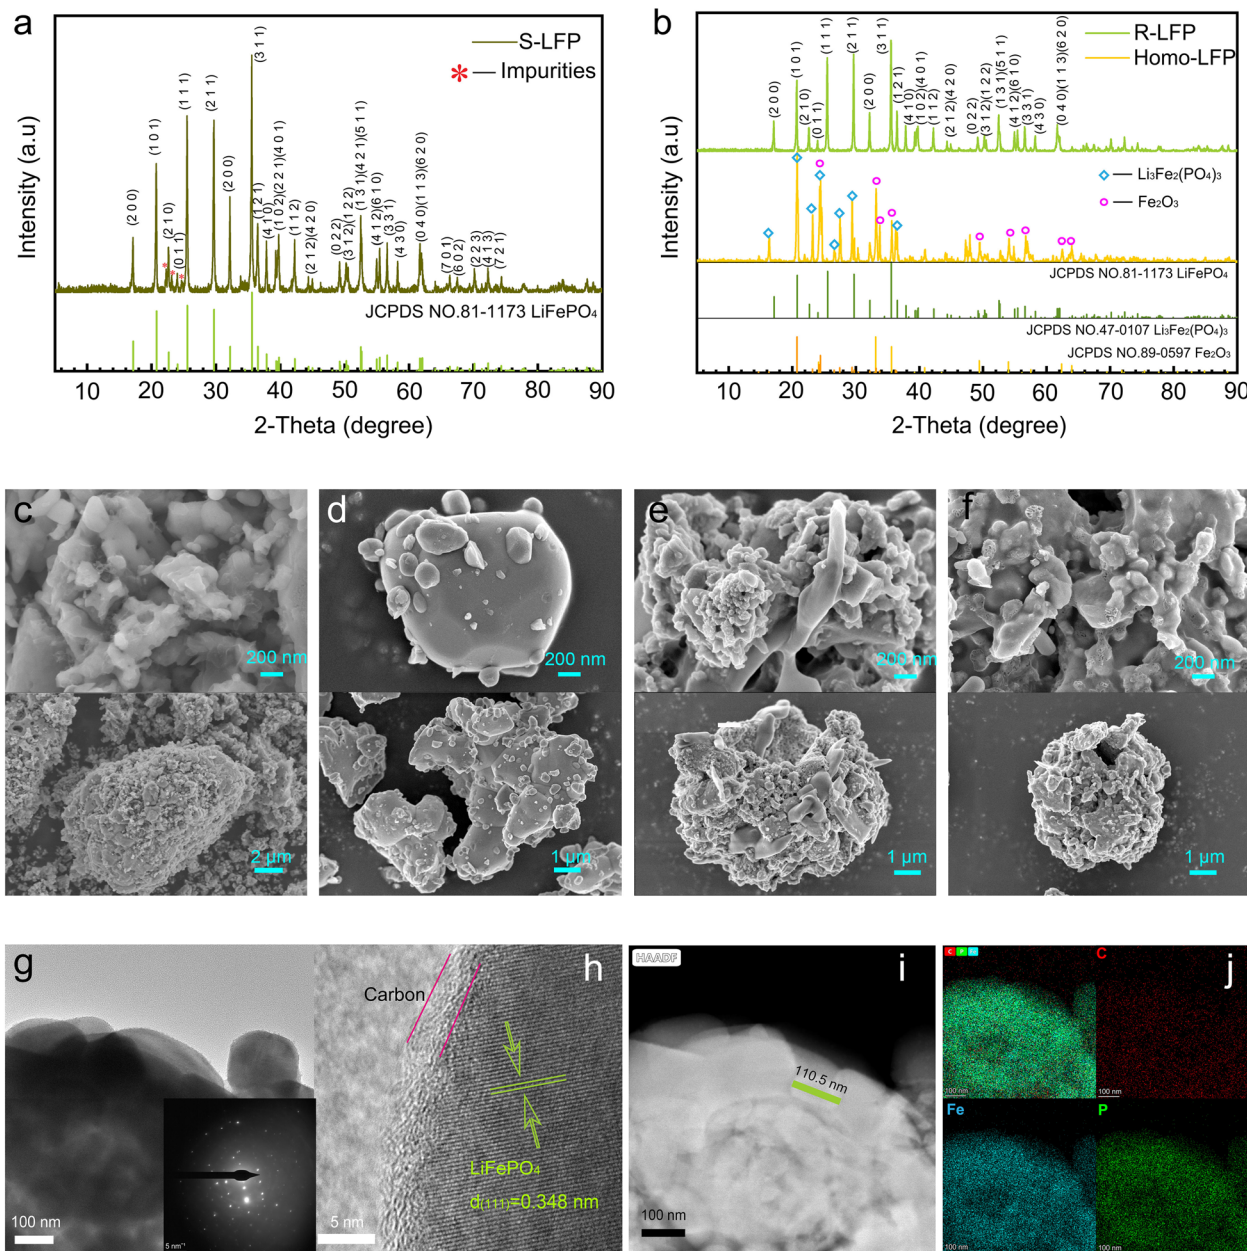 a
Intensity (a.u)
S-LFP
* — Impurities
(2 0 0)
(1 0 1)
(2 1 0)
(0 1 1)
(1 1 1)
(2 1 1)
(2 0 0)
(3 1 1)
(1 2 1)
(4 1 0)
(1 0 2)(2 2 1)(4 0 1)
(1 1 2)
(2 1 2)(4 2 0)
(0 2 2)
(3 1 2)(1 2 2)
(1 3 1)(4 2 1)(5 1 1)
(4 1 2)(6 1 0)
(3 3 1)
(4 3 0)
(0 4 0)(1 1 3)(6 2 0)
(7 0 1)
(6 0 2)
(2 2 3)
(4 1 3)
(7 2 1)
JCPDS NO.81-1173 LiFePO₄
10 20 30 40 50 60 70 80 90
2-Theta (degree)
b
Intensity (a.u)
R-LFP
Homo-LFP
(2 0 0)
(1 0 1)
(2 1 0)
(0 1 1)
(1 1 1)
(2 1 1)
(2 0 0)
(3 1 1)
(1 2 1)
(4 1 0)
(1 0 2)(4 0 1)
(1 1 2)
(2 1 2)(4 2 0)
(0 2 2)
(3 1 2)(1 2 2)
(1 3 1)(5 1 1)
(4 1 2)(6 1 0)
(3 3 1)
(4 3 0)
(0 4 0)(1 1 3)(6 2 0)
— Li₃Fe₂(PO₄)₃
— Fe₂O₃
JCPDS NO.81-1173 LiFePO₄
JCPDS NO.47-0107 Li₃Fe₂(PO₄)₃
JCPDS NO.89-0597 Fe₂O₃
10 20 30 40 50 60 70 80 90
2-Theta (degree)
c
200 nm
2 µm
d
200 nm
1 µm
e
200 nm
1 µm
f
200 nm
1 µm
g
100 nm
5 nm⁻¹
h
Carbon
LiFePO₄
d₍₁₁₁₎=0.348 nm
5 nm
HAADF
i
110.5 nm
100 nm
j
C P Fe
100 nm
C
100 nm
Fe
100 nm
P
100 nm